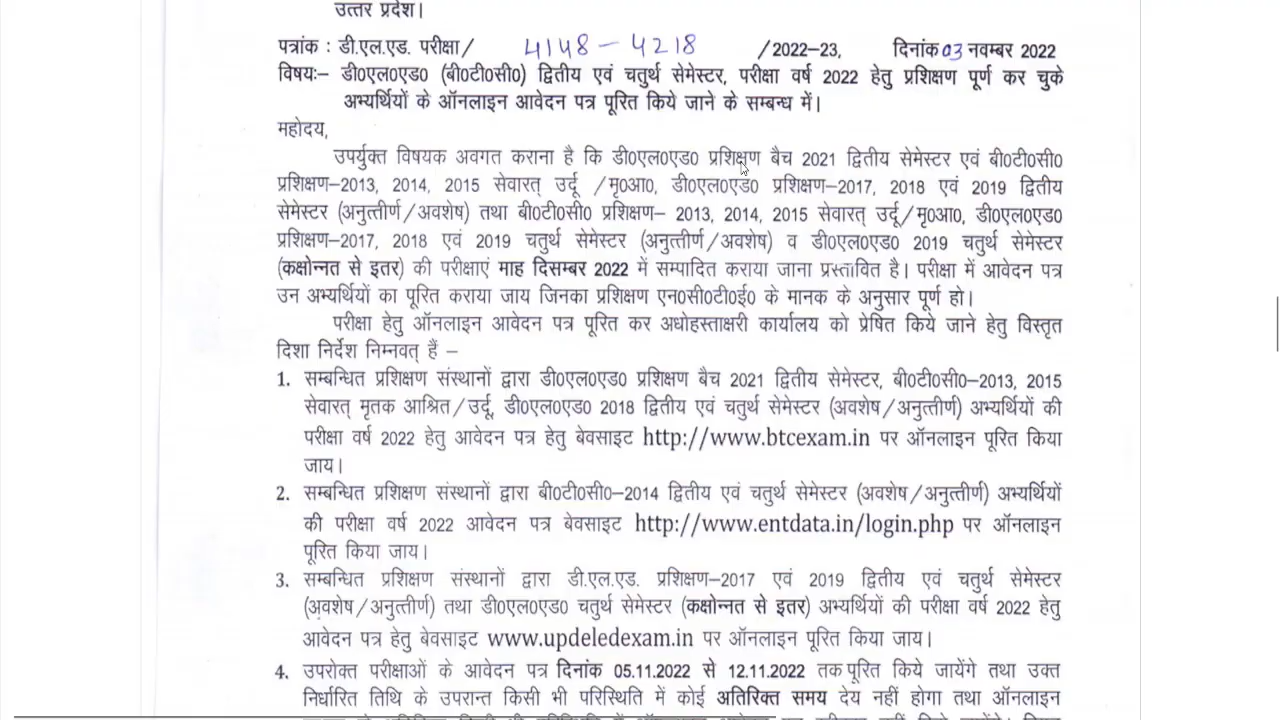 उत्तर प्रदेश।
पत्रांक : डी.एल.एड. परीक्षा/ 4148-4218 /2022-23, दिनांक 03 नवम्बर 2022
विषयः- डी0एल0एड0 (बी0टी0सी0) द्वितीय एवं चतुर्थ सेमेस्टर, परीक्षा वर्ष 2022 हेतु प्रशिक्षण पूर्ण कर चुके
अभ्यर्थियों के ऑनलाइन आवेदन पत्र पूरित किये जाने के सम्बन्ध में।
महोदय,
उपर्युक्त विषयक अवगत कराना है कि डी0एल0एड0 प्रशिक्षण बैच 2021 द्वितीय सेमेस्टर एवं बी0टी0सी0
प्रशिक्षण-2013, 2014, 2015 सेवारत् उर्दू /मृ0आ0, डी0एल0एड0 प्रशिक्षण-2017, 2018 एवं 2019 द्वितीय
सेमेस्टर (अनुत्तीर्ण/अवशेष) तथा बी0टी0सी0 प्रशिक्षण- 2013, 2014, 2015 सेवारत् उर्दू/मृ0आ0, डी0एल0एड0
प्रशिक्षण-2017, 2018 एवं 2019 चतुर्थ सेमेस्टर (अनुत्तीर्ण/अवशेष) व डी0एल0एड0 2019 चतुर्थ सेमेस्टर
(कक्षोन्नत से इतर) की परीक्षाएं माह दिसम्बर 2022 में सम्पादित कराया जाना प्रस्तावित है। परीक्षा में आवेदन पत्र
उन अभ्यर्थियों का पूरित कराया जाय जिनका प्रशिक्षण एन0सी0टी0ई0 के मानक के अनुसार पूर्ण हो।
परीक्षा हेतु ऑनलाइन आवेदन पत्र पूरित कर अधोहस्ताक्षरी कार्यालय को प्रेषित किये जाने हेतु विस्तृत
दिशा निर्देश निम्नवत् हैं –
1. सम्बन्धित प्रशिक्षण संस्थानों द्वारा डी0एल0एड0 प्रशिक्षण बैच 2021 द्वितीय सेमेस्टर, बी0टी0सी0-2013, 2015
सेवारत् मृतक आश्रित/उर्दू, डी0एल0एड0 2018 द्वितीय एवं चतुर्थ सेमेस्टर (अवशेष/अनुत्तीर्ण) अभ्यर्थियों की
परीक्षा वर्ष 2022 हेतु आवेदन पत्र हेतु बेवसाइट http://www.btcexam.in पर ऑनलाइन पूरित किया
जाय।
2. सम्बन्धित प्रशिक्षण संस्थानों द्वारा बी0टी0सी0-2014 द्वितीय एवं चतुर्थ सेमेस्टर (अवशेष/अनुत्तीर्ण) अभ्यर्थियों
की परीक्षा वर्ष 2022 आवेदन पत्र बेवसाइट http://www.entdata.in/login.php पर ऑनलाइन
पूरित किया जाय।
3. सम्बन्धित प्रशिक्षण संस्थानों द्वारा डी.एल.एड. प्रशिक्षण-2017 एवं 2019 द्वितीय एवं चतुर्थ सेमेस्टर
(अवशेष/अनुत्तीर्ण) तथा डी0एल0एड0 चतुर्थ सेमेस्टर (कक्षोन्नत से इतर) अभ्यर्थियों की परीक्षा वर्ष 2022 हेतु
आवेदन पत्र हेतु बेवसाइट www.updeledexam.in पर ऑनलाइन पूरित किया जाय।
4. उपरोक्त परीक्षाओं के आवेदन पत्र दिनांक 05.11.2022 से 12.11.2022 तक पूरित किये जायेंगे तथा उक्त
निर्धारित तिथि के उपरान्त किसी भी परिस्थिति में कोई अतिरिक्त समय देय नहीं होगा तथा ऑनलाइन